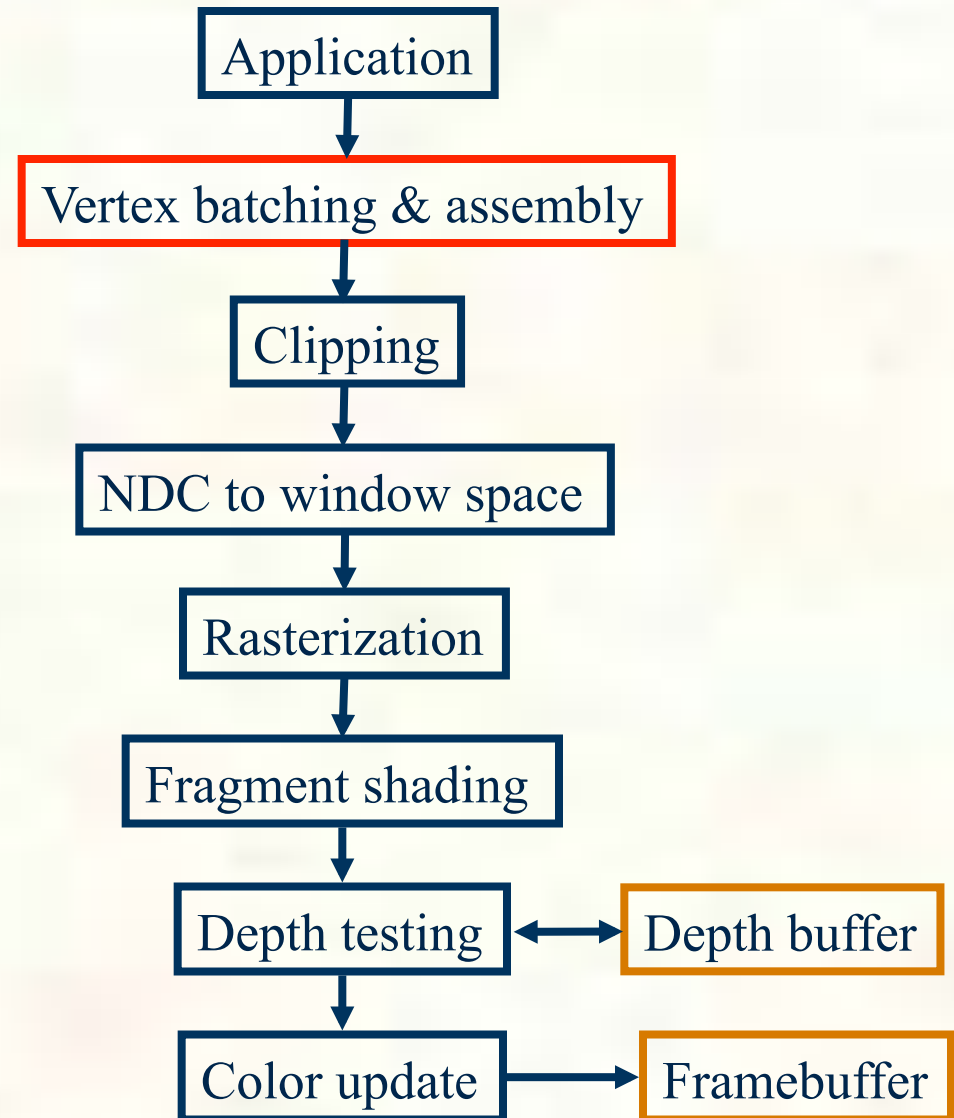 Application
Vertex batching & assembly
Clipping
NDC to window space
Rasterization
Fragment shading
Depth testing
Depth buffer
Color update
Framebuffer